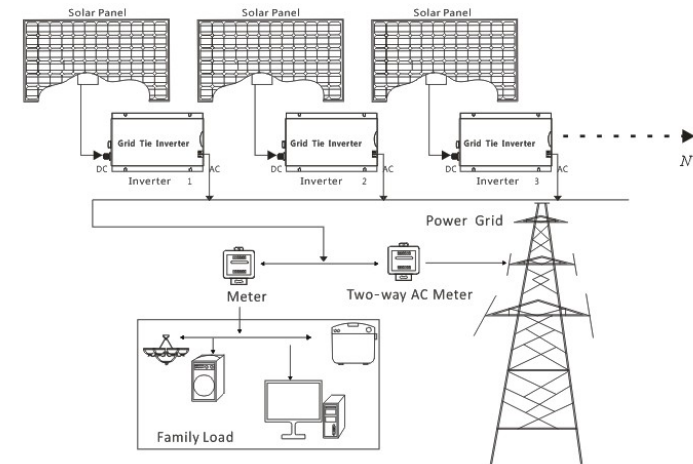 Solar Panel
Solar Panel
Solar Panel
Grid Tie Inverter
Grid Tie Inverter
Grid Tie Inverter
N
DC
AC
DC
AC
DC
AC
Inverter 1
Inverter 2
Inverter 3
Power Grid
Meter
Two-way AC Meter
Family Load